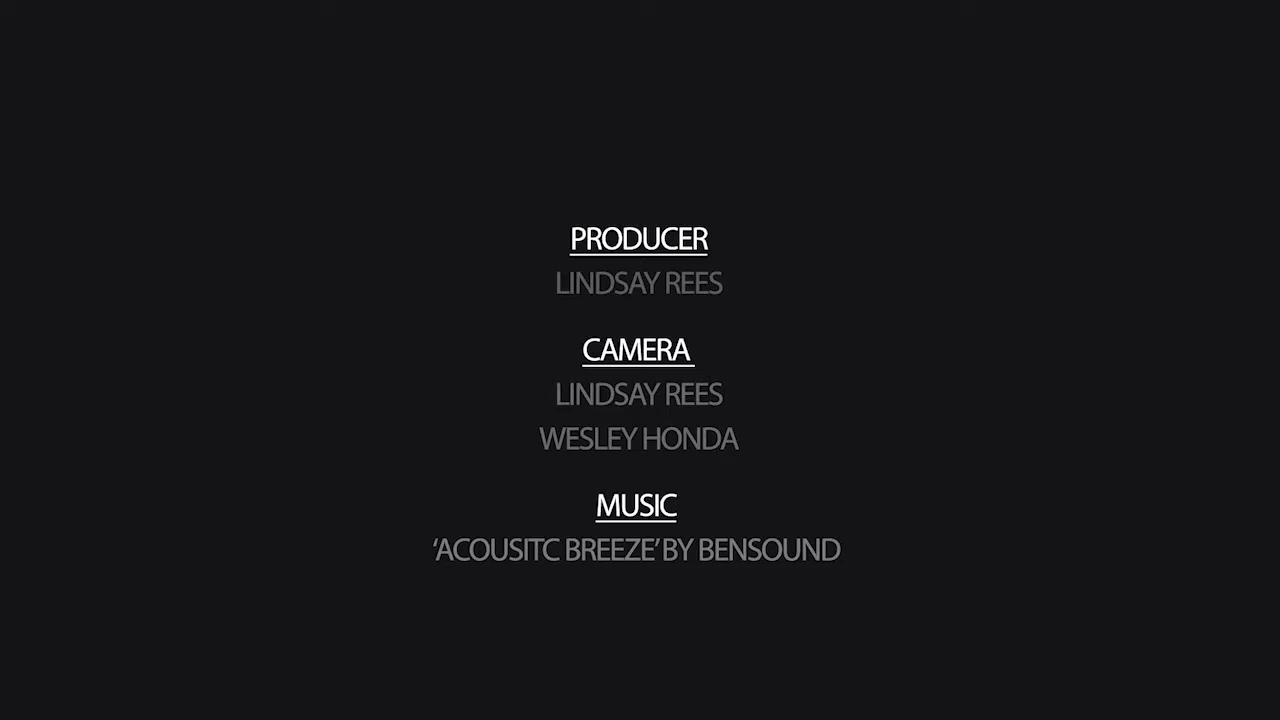 PRODUCER
LINDSAY REES
CAMERA
LINDSAY REES
WESLEY HONDA
MUSIC
‘ACOUSITC BREEZE’ BY BENSOUND